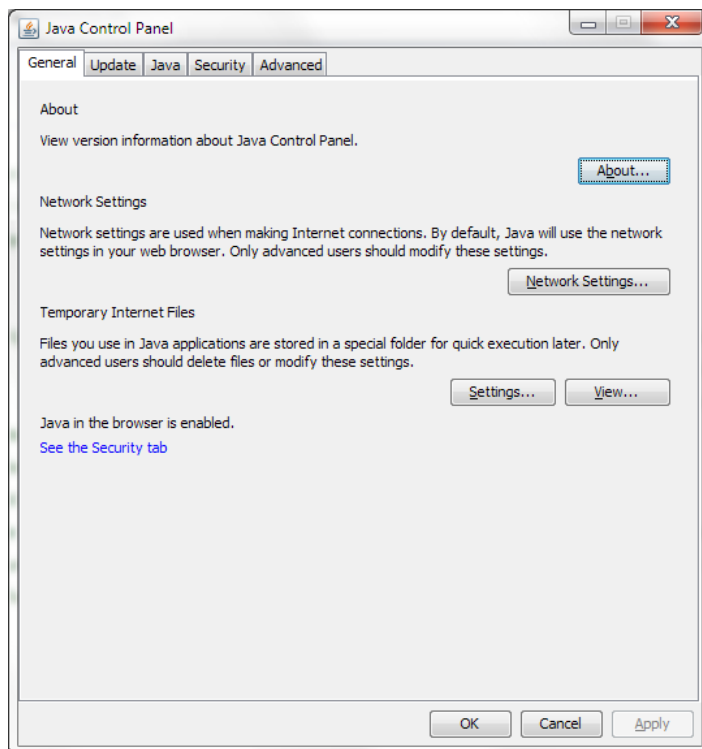 Java Control Panel
General Update Java Security Advanced
About
View version information about Java Control Panel.
About...
Network Settings
Network settings are used when making Internet connections. By default, Java will use the network
settings in your web browser. Only advanced users should modify these settings.
Network Settings...
Temporary Internet Files
Files you use in Java applications are stored in a special folder for quick execution later. Only
advanced users should delete files or modify these settings.
Settings... View...
Java in the browser is enabled.
See the Security tab
OK Cancel Apply